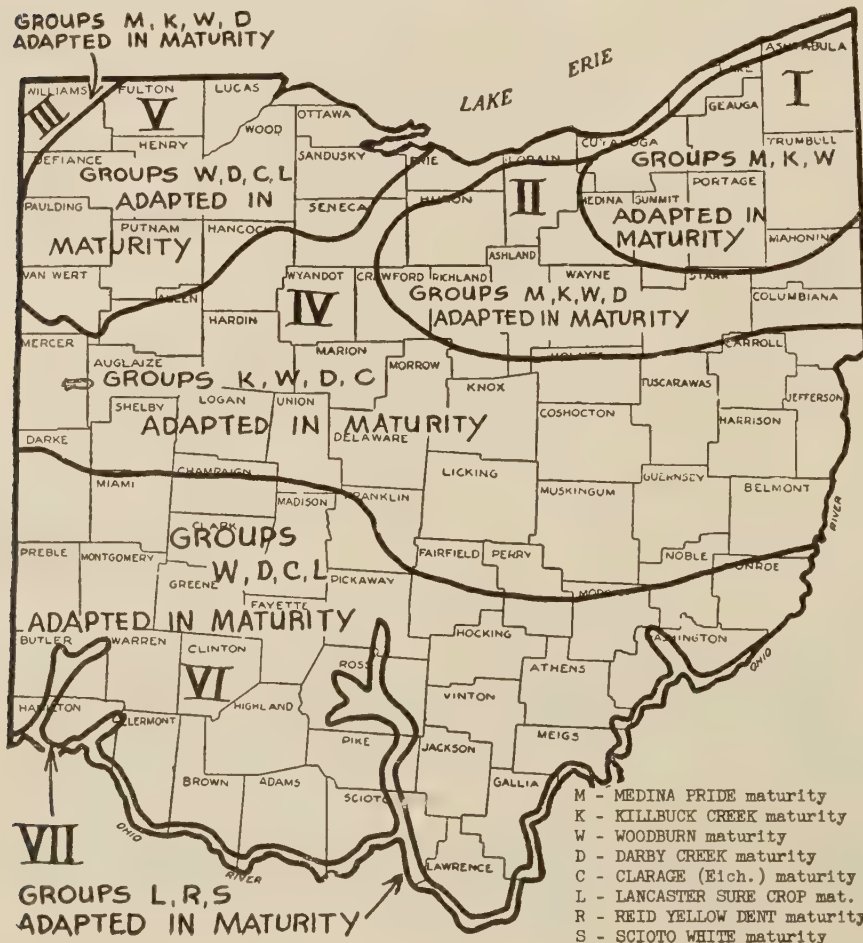 GROUPS M, K, W, D
ADAPTED IN MATURITY
LAKE ERIE
ASHTABULA
LAKE
I
GEAUGA
WILLIAMS
III
FULTON
V
LUCAS
OTTAWA
WOOD
HENRY
SANDUSKY
ERIE
LORAIN
CUYAHOGA
TRUMBULL
DEFIANCE
GROUPS W, D, C, L
ADAPTED IN
MATURITY
GROUPS M, K, W
PORTAGE
II
MEDINA
SUMMIT
ADAPTED IN
MATURITY
HURON
PAULDING
SENECA
PUTNAM
HANCOCK
MAHONING
ASHLAND
VAN WERT
WYANDOT
CRAWFORD
RICHLAND
WAYNE
STARK
ALLEN
IV
GROUPS M, K, W, D
ADAPTED IN MATURITY
COLUMBIANA
HARDIN
MERCER
MARION
CARROLL
HOLMES
AUGLAIZE
MORROW
GROUPS K, W, D, C
ADAPTED IN MATURITY
KNOX
TUSCARAWAS
JEFFERSON
LOGAN
UNION
SHELBY
COSHOCTON
HARRISON
DARKE
DELAWARE
CHAMPAIGN
LICKING
GUERNSEY
MIAMI
BELMONT
MADISON
FRANKLIN
MUSKINGUM
RIVER
CLARK
GROUPS
W, D, C, L
ADAPTED IN MATURITY
PREBLE
MONTGOMERY
FAIRFIELD
PERRY
NOBLE
MONROE
GREENE
PICKAWAY
MORGAN
FAYETTE
BUTLER
WARREN
CLINTON
HOCKING
WASHINGTON
OHIO
ROSS
ATHENS
VI
HIGHLAND
VINTON
HAMILTON
CLERMONT
PIKE
JACKSON
MEIGS
BROWN
ADAMS
SCIOTO
GALLIA
VII
OHIO
RIVER
LAWRENCE
GROUPS L, R, S
ADAPTED IN MATURITY
M - MEDINA PRIDE maturity
K - KILLBUCK CREEK maturity
W - WOODBURN maturity
D - DARBY CREEK maturity
C - CLARAGE (Eich.) maturity
L - LANCASTER SURE CROP mat.
R - REID YELLOW DENT maturity
S - SCIOTO WHITE maturity